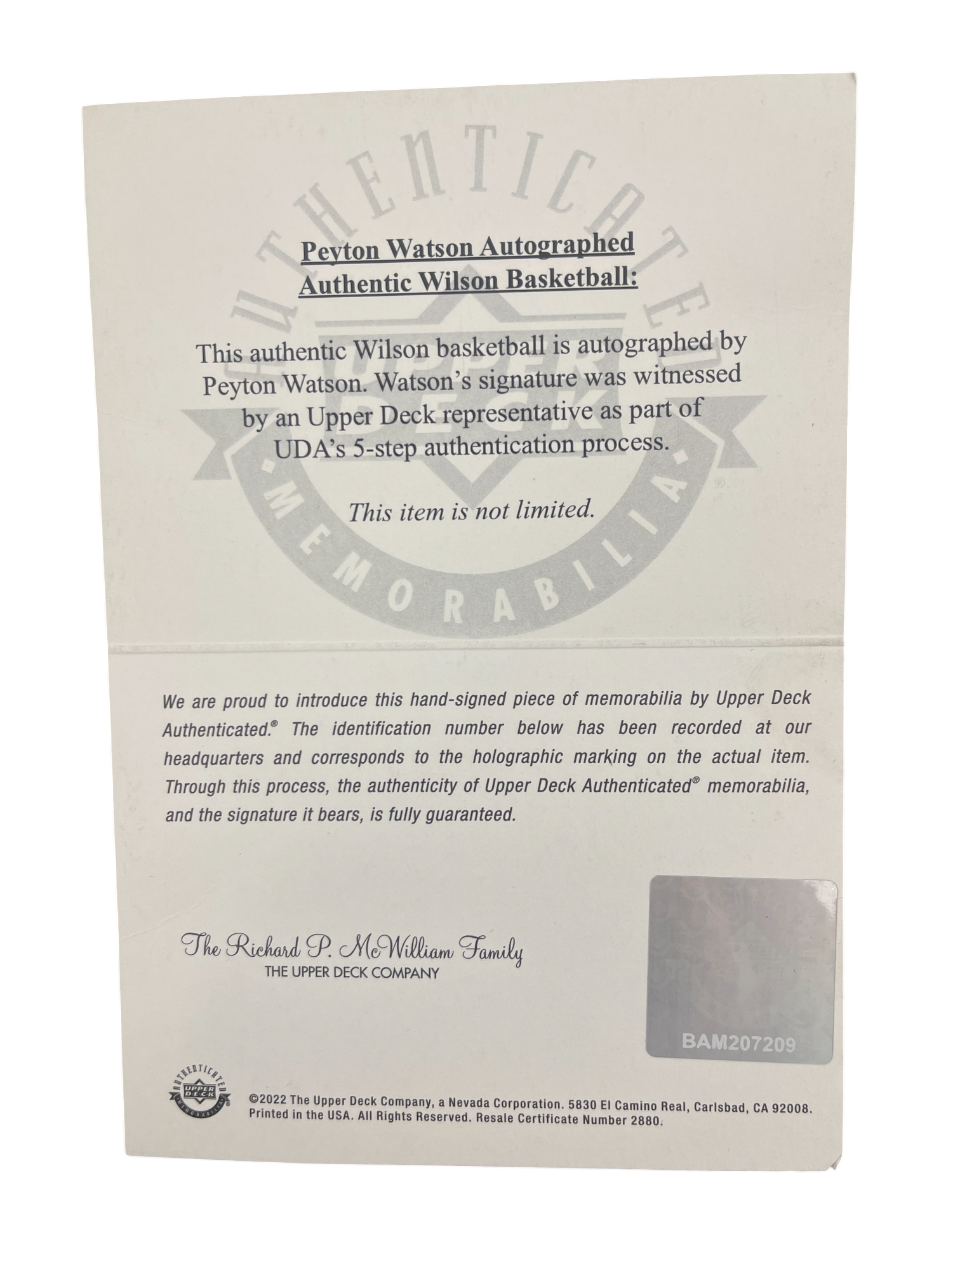 AUTHENTICATED
Peyton Watson Autographed
Authentic Wilson Basketball:
This authentic Wilson basketball is autographed by
Peyton Watson. Watson's signature was witnessed
by an Upper Deck representative as part of
UDA's 5-step authentication process.
This item is not limited.
UPPER
DECK
MEMORABILIA
We are proud to introduce this hand-signed piece of memorabilia by Upper Deck
Authenticated.® The identification number below has been recorded at our
headquarters and corresponds to the holographic marking on the actual item.
Through this process, the authenticity of Upper Deck Authenticated® memorabilia,
and the signature it bears, is fully guaranteed.
The Richard P. McWilliam Family
THE UPPER DECK COMPANY
BAM207209
AUTHENTICATED
UPPER
DECK
MEMORABILIA
©2022 The Upper Deck Company, a Nevada Corporation. 5830 El Camino Real, Carlsbad, CA 92008.
Printed in the USA. All Rights Reserved. Resale Certificate Number 2880.